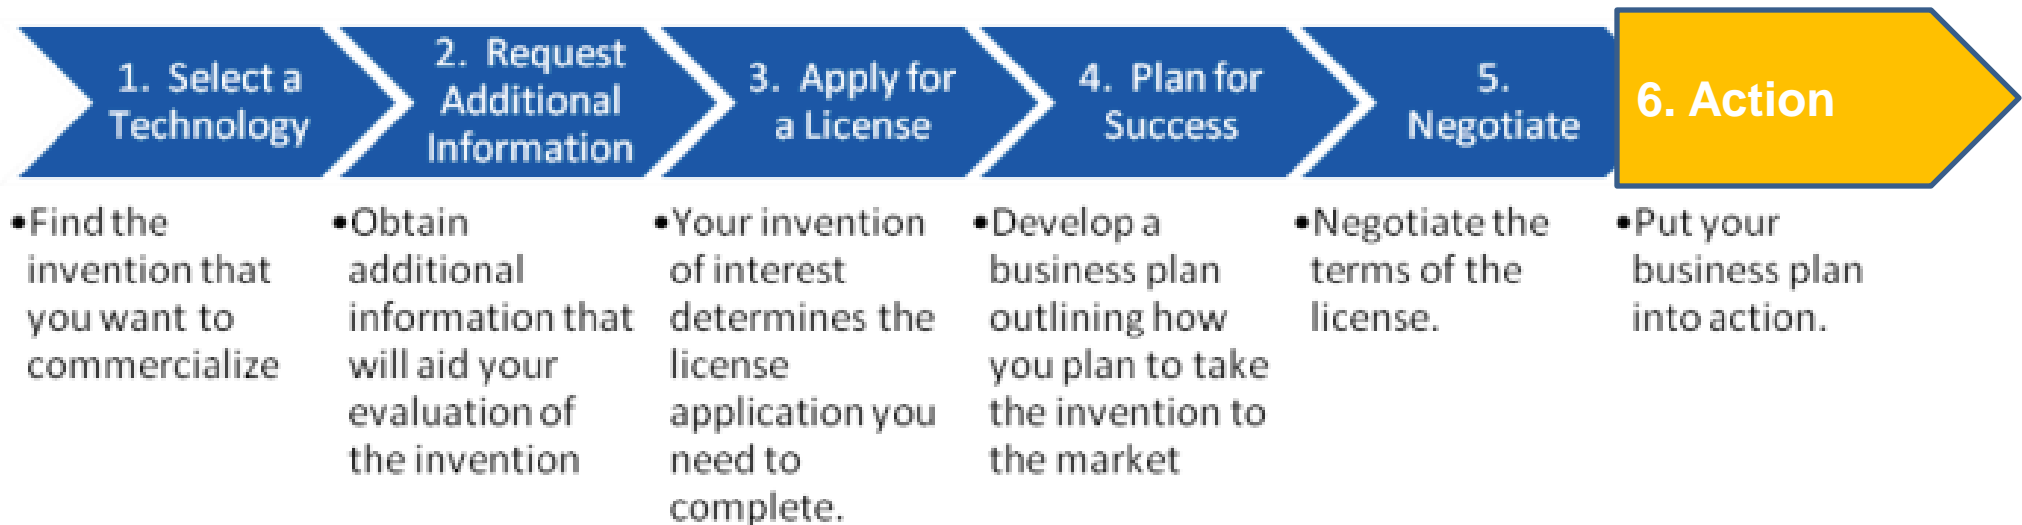 1. Select a
Technology
2. Request
Additional
Information
3. Apply for
a License
4. Plan for
Success
5.
Negotiate
6. Action
•Find the
invention that
you want to
commercialize
•Obtain
additional
information that
will aid your
evaluation of
the invention
•Your invention
of interest
determines the
license
application you
need to
complete.
•Develop a
business plan
outlining how
you plan to take
the invention to
the market
•Negotiate the
terms of the
license.
•Put your
business plan
into action.